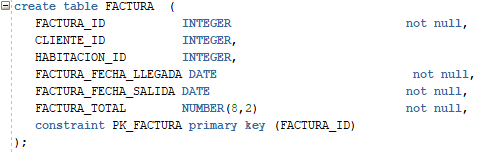 create table FACTURA (
FACTURA_ID INTEGER not null,
CLIENTE_ID INTEGER,
HABITACION_ID INTEGER,
FACTURA_FECHA_LLEGADA DATE not null,
FACTURA_FECHA_SALIDA DATE not null,
FACTURA_TOTAL NUMBER(8,2) not null,
constraint PK_FACTURA primary key (FACTURA_ID)
);